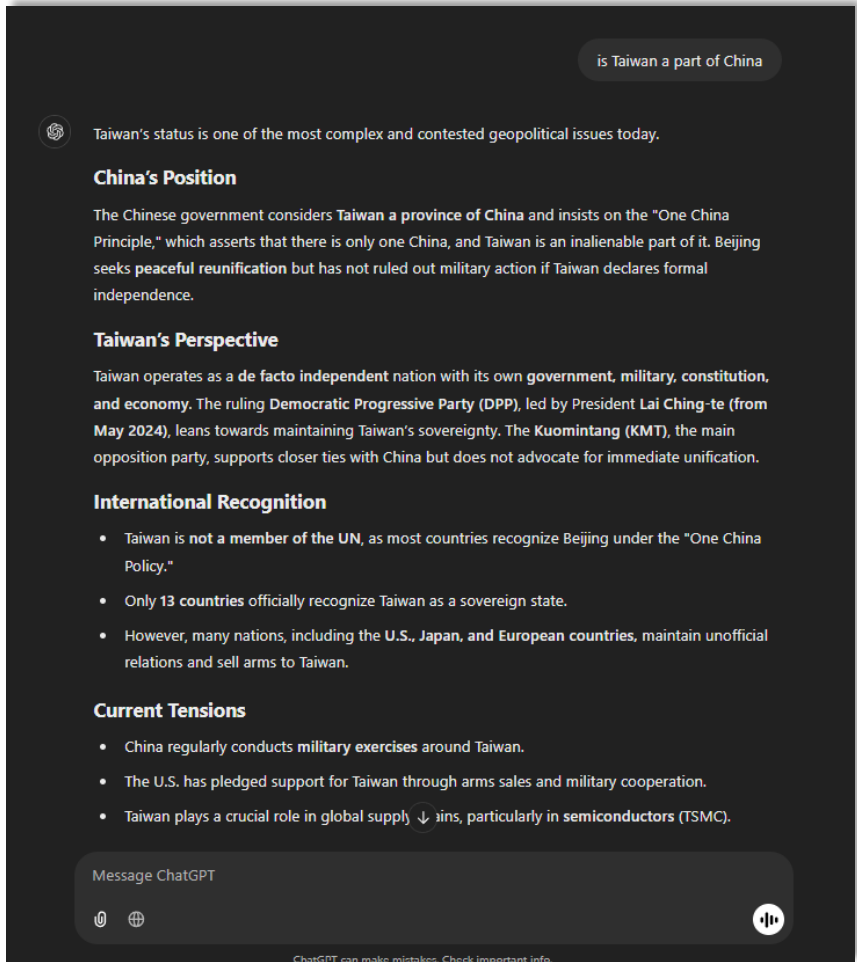 is Taiwan a part of China
Taiwan's status is one of the most complex and contested geopolitical issues today.
China's Position
The Chinese government considers Taiwan a province of China and insists on the "One China
Principle," which asserts that there is only one China, and Taiwan is an inalienable part of it. Beijing
seeks peaceful reunification but has not ruled out military action if Taiwan declares formal
independence.
Taiwan's Perspective
Taiwan operates as a de facto independent nation with its own government, military, constitution,
and economy. The ruling Democratic Progressive Party (DPP), led by President Lai Ching-te (from
May 2024), leans towards maintaining Taiwan's sovereignty. The Kuomintang (KMT), the main
opposition party, supports closer ties with China but does not advocate for immediate unification.
International Recognition
• Taiwan is not a member of the UN, as most countries recognize Beijing under the "One China
Policy."
• Only 13 countries officially recognize Taiwan as a sovereign state.
• However, many nations, including the U.S., Japan, and European countries, maintain unofficial
relations and sell arms to Taiwan.
Current Tensions
• China regularly conducts military exercises around Taiwan.
• The U.S. has pledged support for Taiwan through arms sales and military cooperation.
• Taiwan plays a crucial role in global supply ains, particularly in semiconductors (TSMC).
Message ChatGPT
ChatGPT can make mistakes. Check important info.